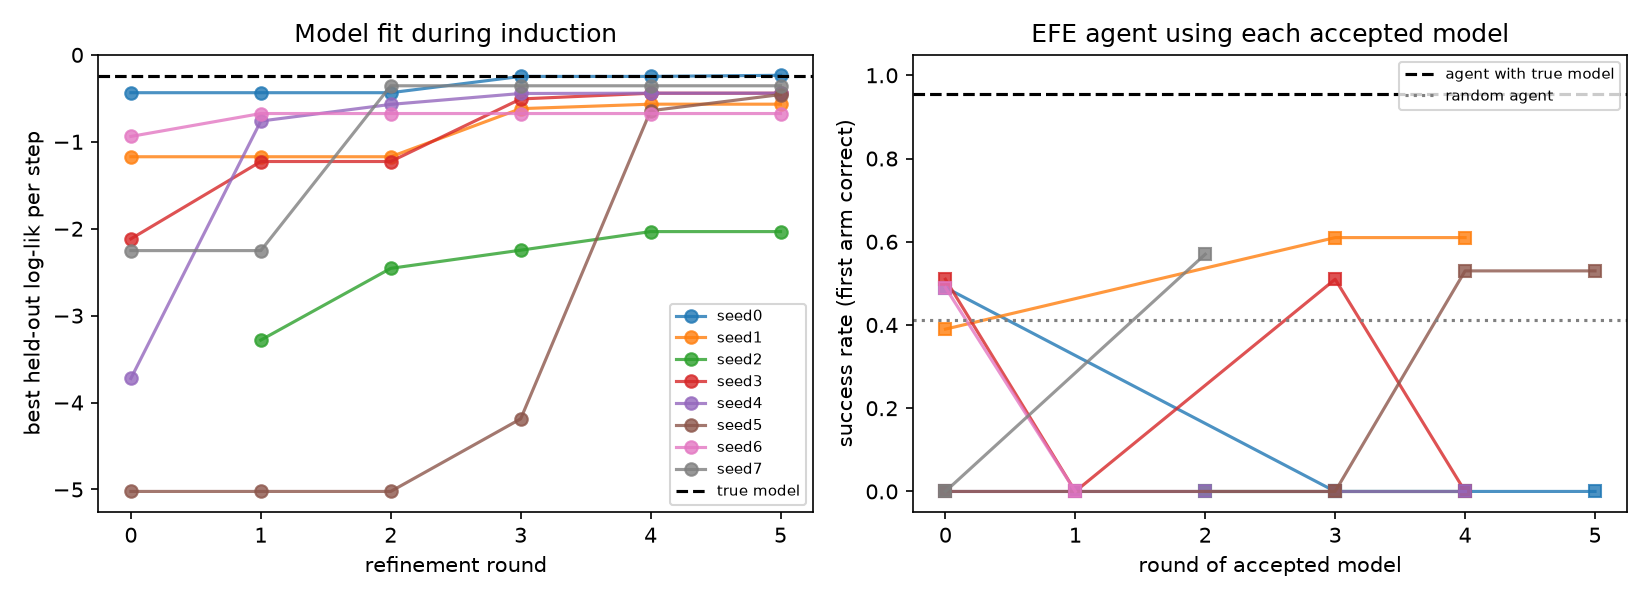 Model fit during induction
best held-out log-lik per step
0
−1
−2
−3
−4
−5
0 1 2 3 4 5
refinement round
seed0
seed1
seed2
seed3
seed4
seed5
seed6
seed7
true model
EFE agent using each accepted model
success rate (first arm correct)
1.0
0.8
0.6
0.4
0.2
0.0
0 1 2 3 4 5
round of accepted model
agent with true model
random agent